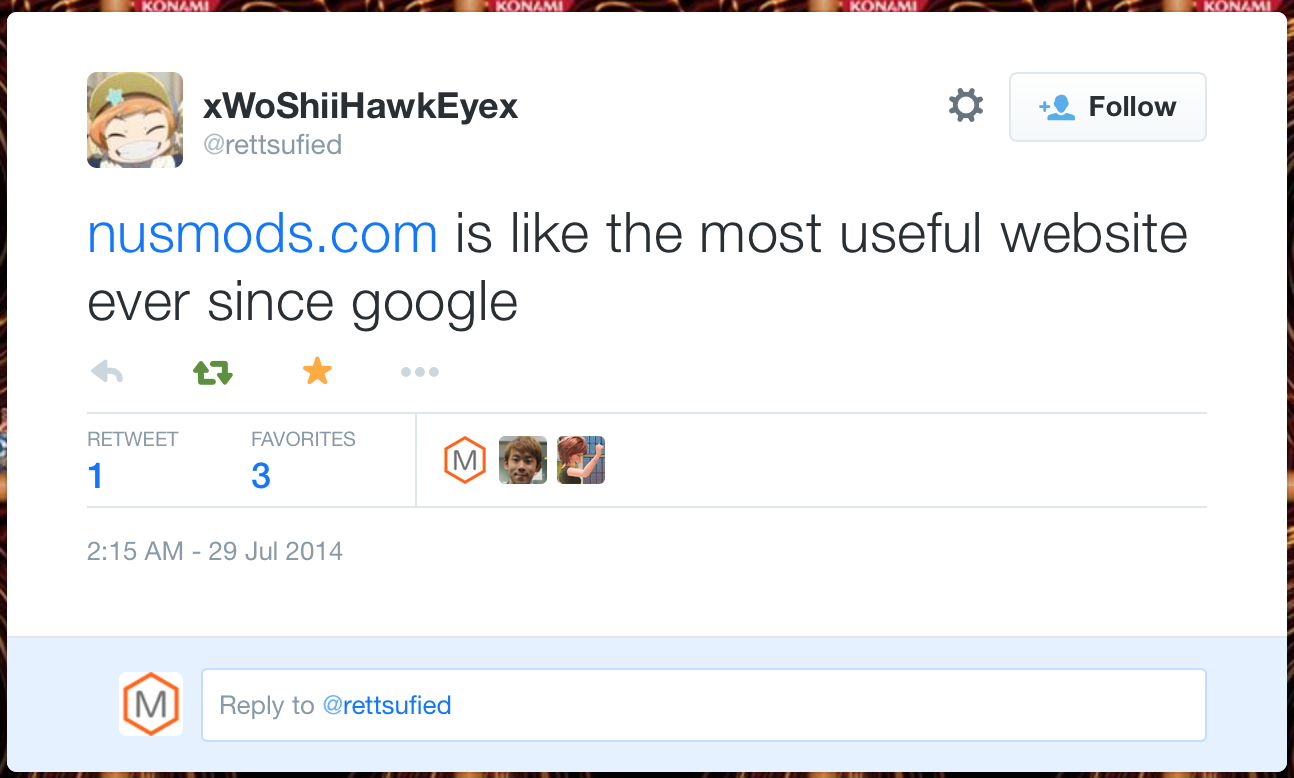 KONAMI KONAMI KONAMI KONAMI
xWoShiiHawkEyex
Follow
@rettsufied
nusmods.com is like the most useful website
ever since google
RETWEET FAVORITES
1 3
M
2:15 AM - 29 Jul 2014
M
Reply to @rettsufied